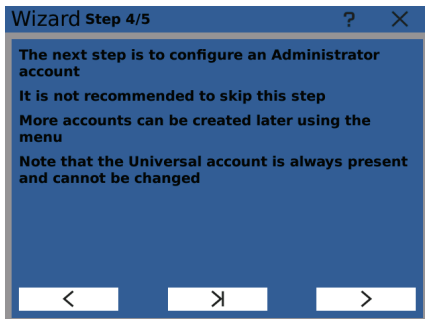 Wizard Step 4/5 ?
The next step is to configure an Administrator
account
It is not recommended to skip this step
More accounts can be created later using the
menu
Note that the Universal account is always present
and cannot be changed